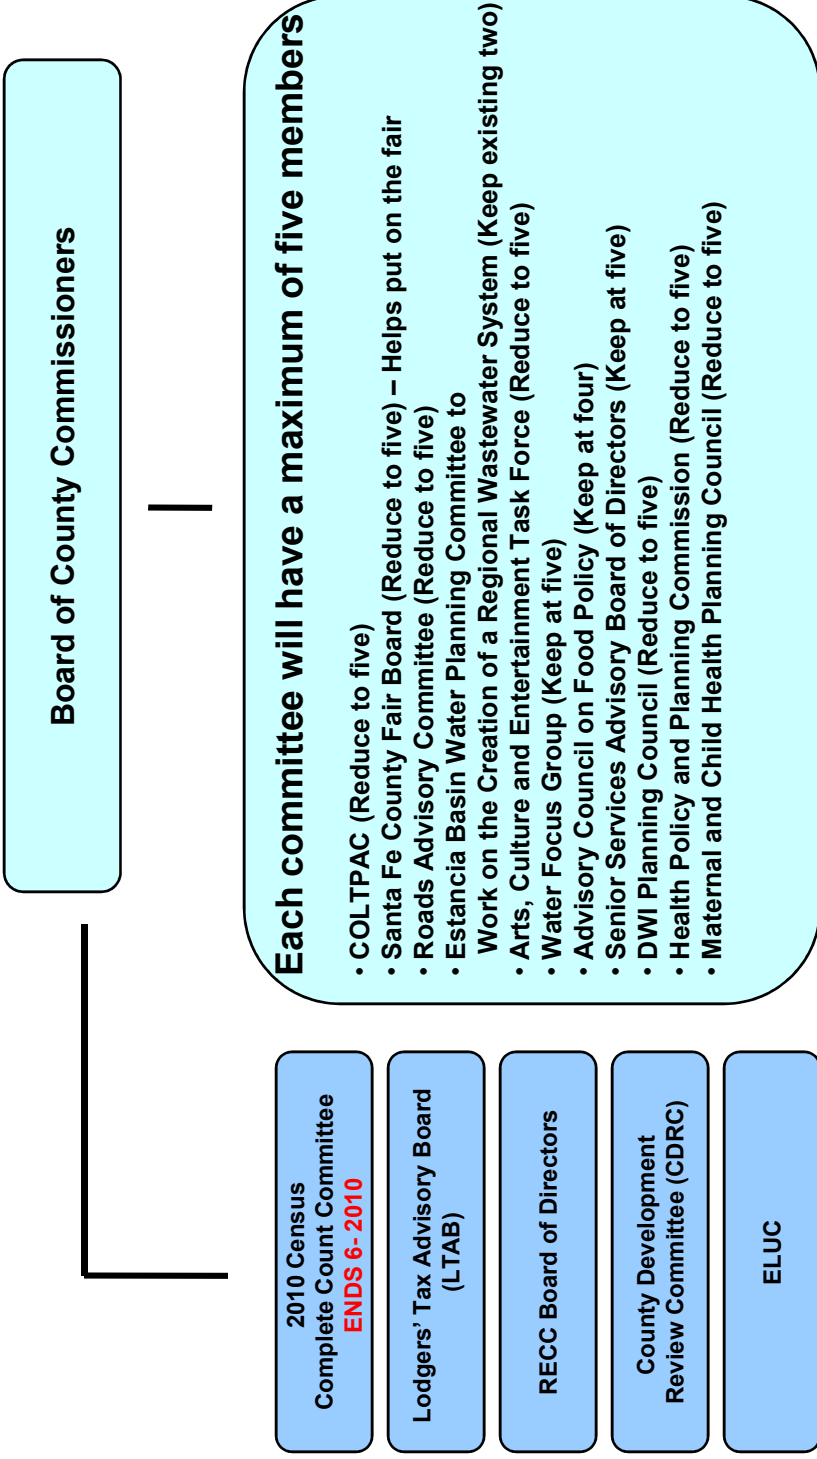 Board of County Commissioners
2010 Census
Complete Count Committee
ENDS 6- 2010
Lodgers’ Tax Advisory Board
(LTAB)
RECC Board of Directors
County Development
Review Committee (CDRC)
ELUC
Each committee will have a maximum of five members
• COLTPAC (Reduce to five)
• Santa Fe County Fair Board (Reduce to five) – Helps put on the fair
• Roads Advisory Committee (Reduce to five)
• Estancia Basin Water Planning Committee to
Work on the Creation of a Regional Wastewater System (Keep existing two)
• Arts, Culture and Entertainment Task Force (Reduce to five)
• Water Focus Group (Keep at five)
• Advisory Council on Food Policy (Keep at four)
• Senior Services Advisory Board of Directors (Keep at five)
• DWI Planning Council (Reduce to five)
• Health Policy and Planning Commission (Reduce to five)
• Maternal and Child Health Planning Council (Reduce to five)